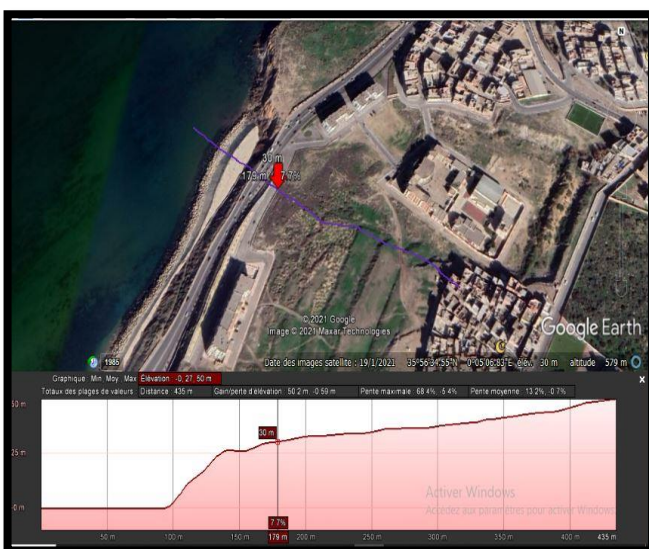 N
30 m
179 m 7.7%
© 2021 Google
Image © 2021 Maxar Technologies
Google Earth
1985
Date des images satellite : 19/1/2021 35°56'34.55"N 0°05'06.83"E élév. 30 m altitude 579 m
Graphique: Min, Moy, Max Élévation: -0, 27, 50 m
x
Totaux des plages de valeurs: Distance: 435 m Gain/perte d'élévation: 50.2 m, -0.59 m Pente maximale: 68.4%, -5.4% Pente moyenne: 13.2%, -0.7%
50 m
30 m
25 m
-0 m
Activer Windows
Accédez aux paramètres pour activer Windows.
7.7%
50 m 100 m 150 m 179 m 200 m 250 m 300 m 350 m 400 m 435 m